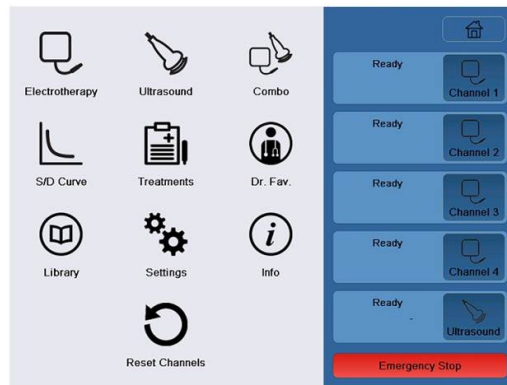 Electrotherapy
Ultrasound
Combo
S/D Curve
Treatments
Dr. Fav.
Library
Settings
Info
Reset Channels
Ready
Channel 1
Ready
Channel 2
Ready
Channel 3
Ready
Channel 4
Ready
Ultrasound
Emergency Stop